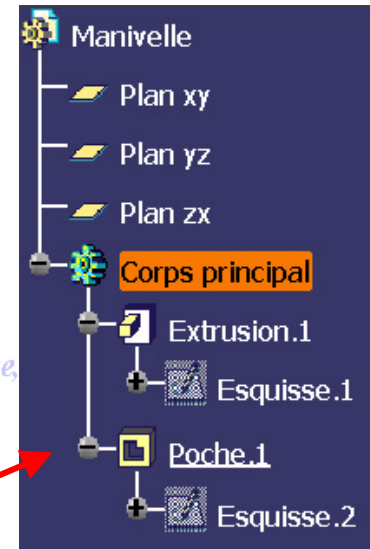 Manivelle
Plan xy
Plan yz
Plan zx
Corps principal
Extrusion.1
Esquisse.1
Poche.1
Esquisse.2